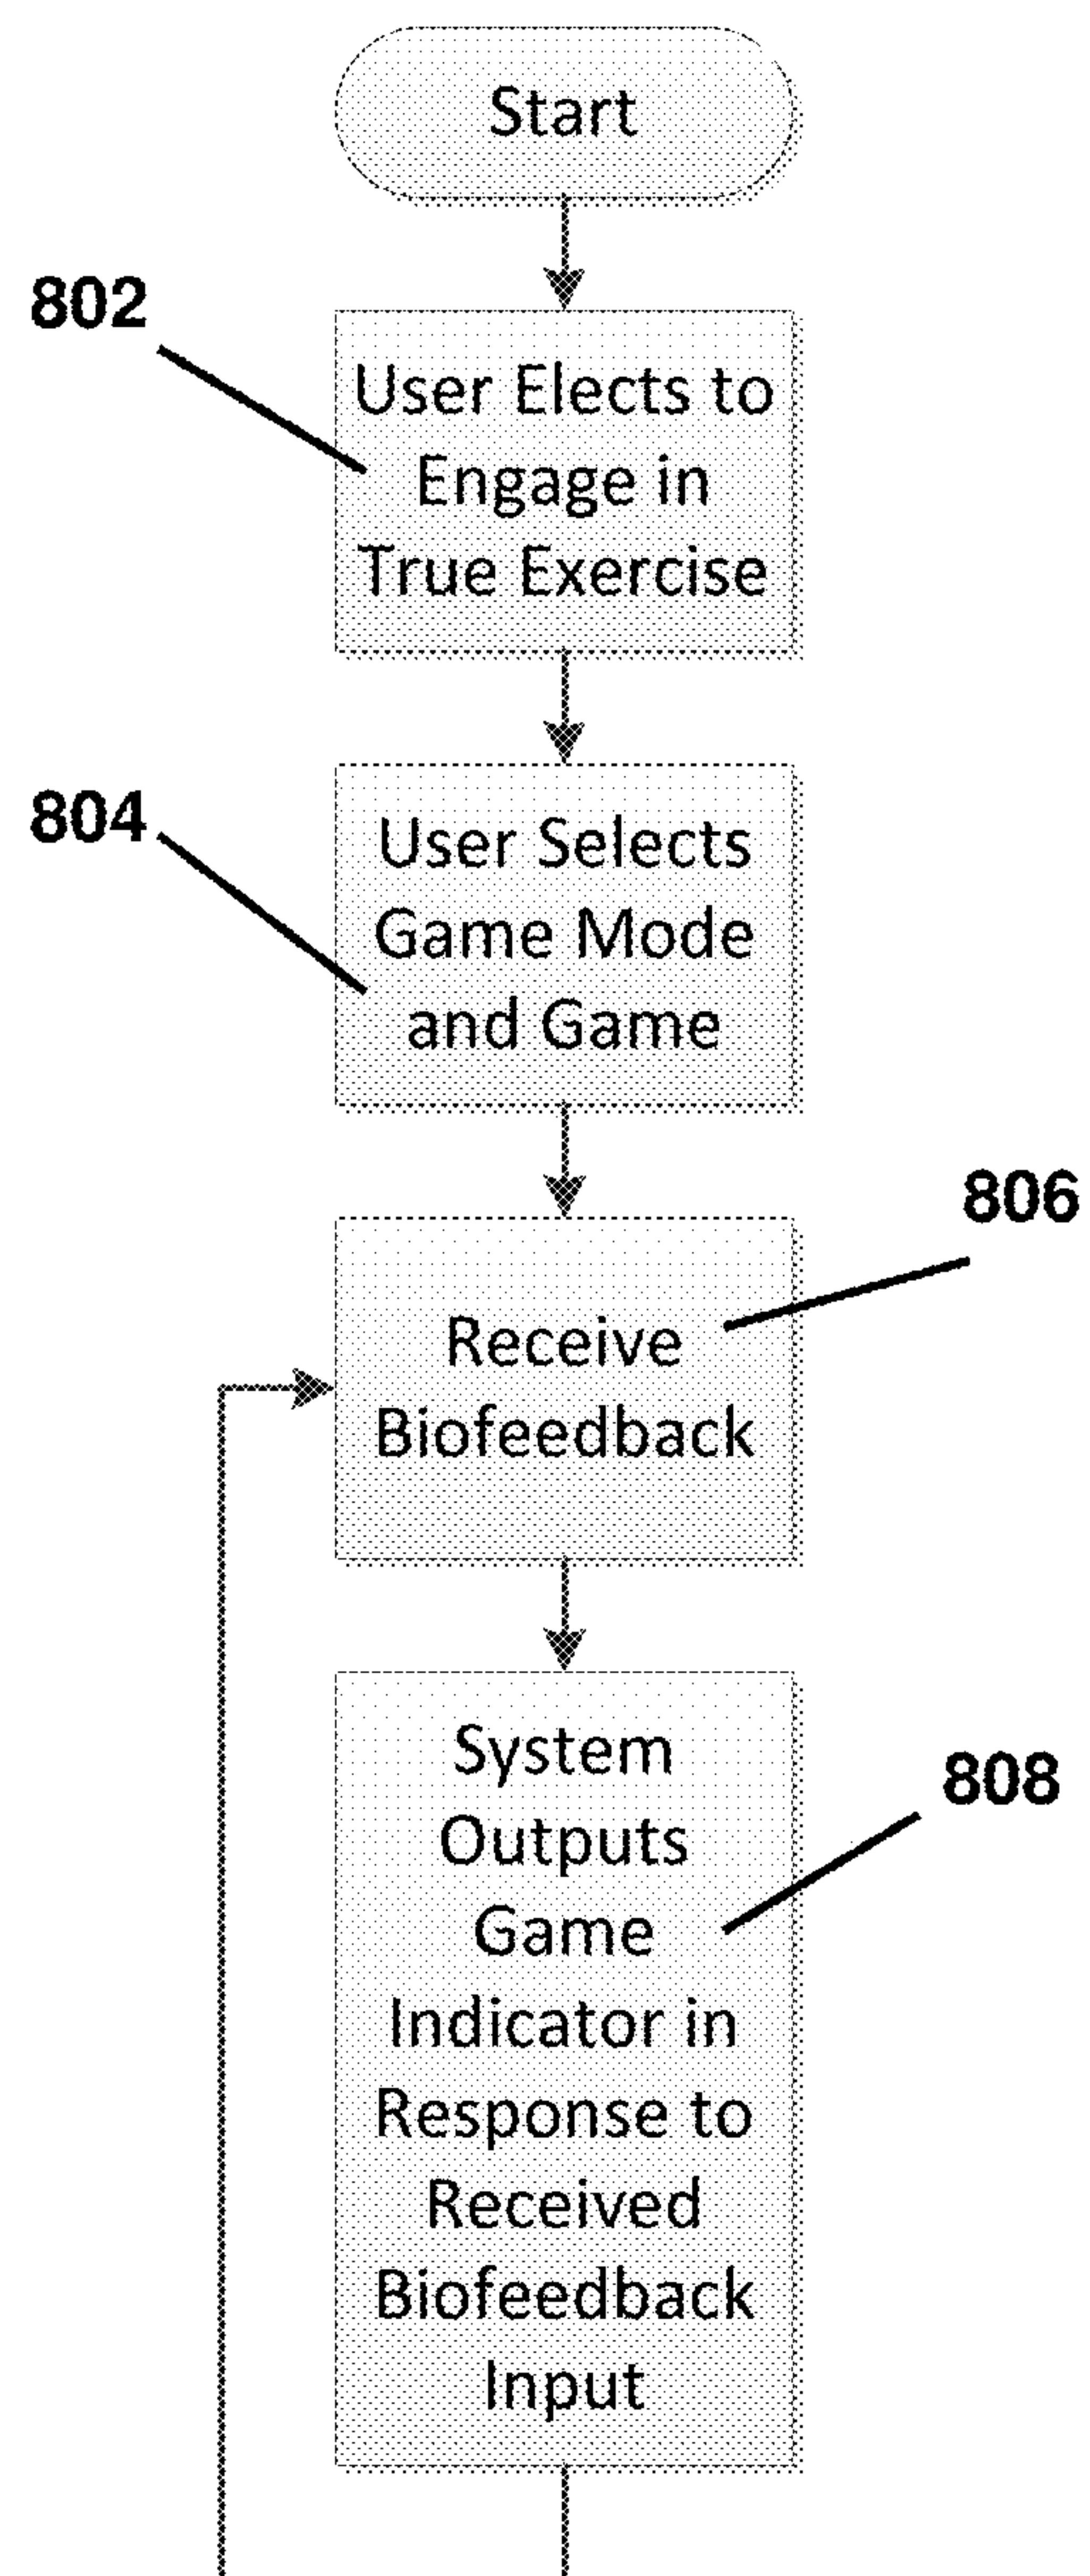 Start
802
User Elects to
Engage in
True Exercise
804
User Selects
Game Mode
and Game
806
Receive
Biofeedback
808
System
Outputs
Game
Indicator in
Response to
Received
Biofeedback
Input